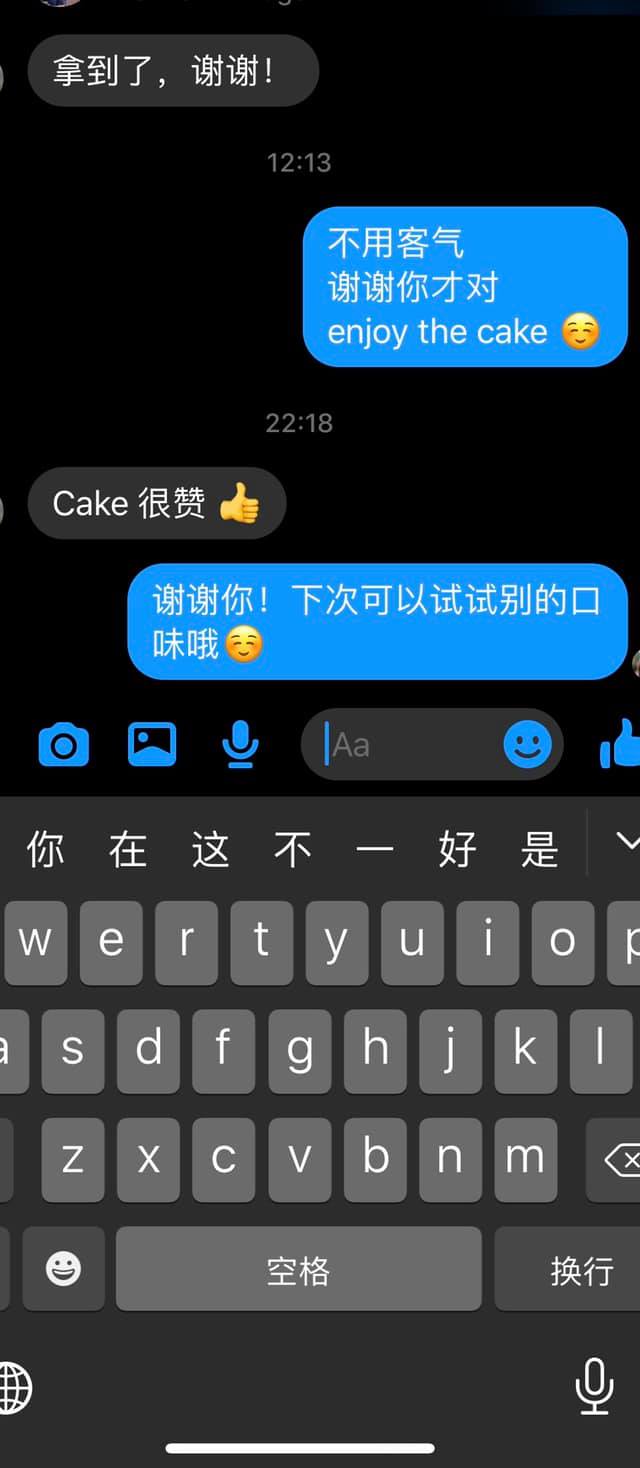 拿到了，谢谢！
12:13
不用客气
谢谢你才对
enjoy the cake ☺️
22:18
Cake 很赞 👍
谢谢你！下次可以试试别的口
味哦☺️
Aa
你 在 这 不 一 好 是
w e r t y u i o p
a s d f g h j k l
z x c v b n m
空格 换行